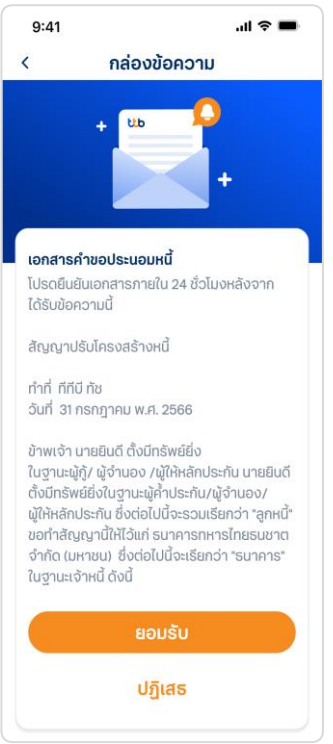 9:41
กล่องข้อความ
ttb
เอกสารคำขอประนอมหนี้
โปรดยืนยันเอกสารภายใน 24 ชั่วโมงหลังจาก
ได้รับข้อความนี้
สัญญาปรับโครงสร้างหนี้
ทำที่ ทีทีบี ทัช
วันที่ 31 กรกฎาคม พ.ศ. 2566
ข้าพเจ้า นายยินดี ตั้งมีทรัพย์ยิ่ง
ในฐานะผู้กู้/ ผู้จำนอง /ผู้ให้หลักประกัน นายยินดี
ตั้งมีทรัพย์ยิ่งในฐานะผู้ค้ำประกัน/ผู้จำนอง/
ผู้ให้หลักประกัน ซึ่งต่อไปนี้จะรวมเรียกว่า "ลูกหนี้"
ขอทำสัญญานี้ให้ไว้แก่ ธนาคารทหารไทยธนชาต
จำกัด (มหาชน) ซึ่งต่อไปนี้จะเรียกว่า "ธนาคาร"
ในฐานะเจ้าหนี้ ดังนี้
ยอมรับ
ปฏิเสธ